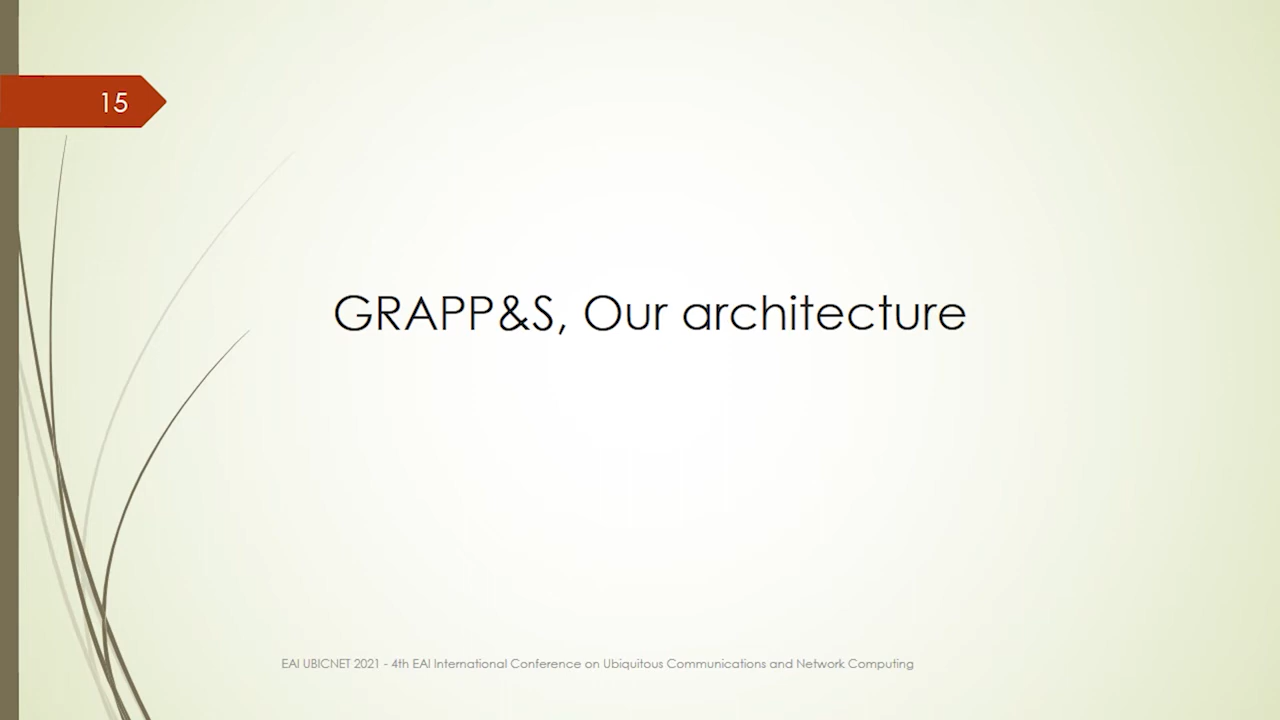 15
GRAPP&S, Our architecture
EAI UBICNET 2021 - 4th EAI International Conference on Ubiquitous Communications and Network Computing